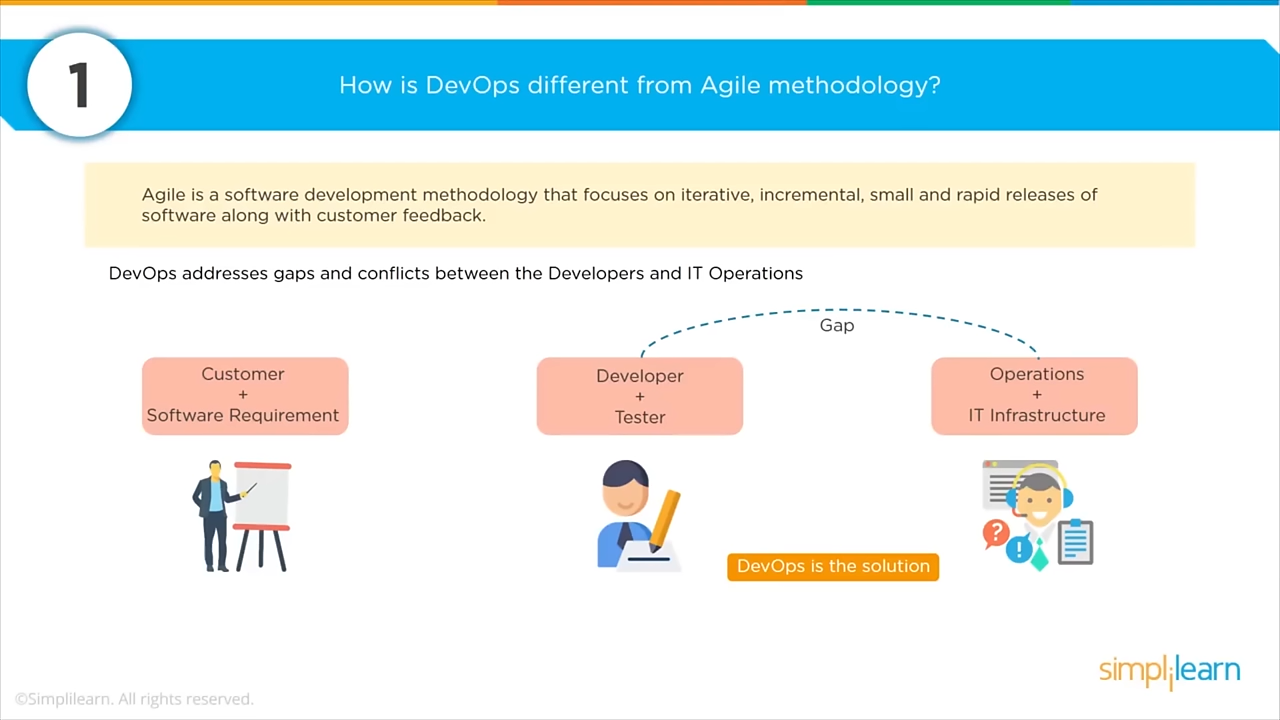 1
How is DevOps different from Agile methodology?
Agile is a software development methodology that focuses on iterative, incremental, small and rapid releases of
software along with customer feedback.
DevOps addresses gaps and conflicts between the Developers and IT Operations
Gap
Customer
+
Software Requirement
Developer
+
Tester
Operations
+
IT Infrastructure
?
!
DevOps is the solution
simplilearn
©Simplilearn. All rights reserved.